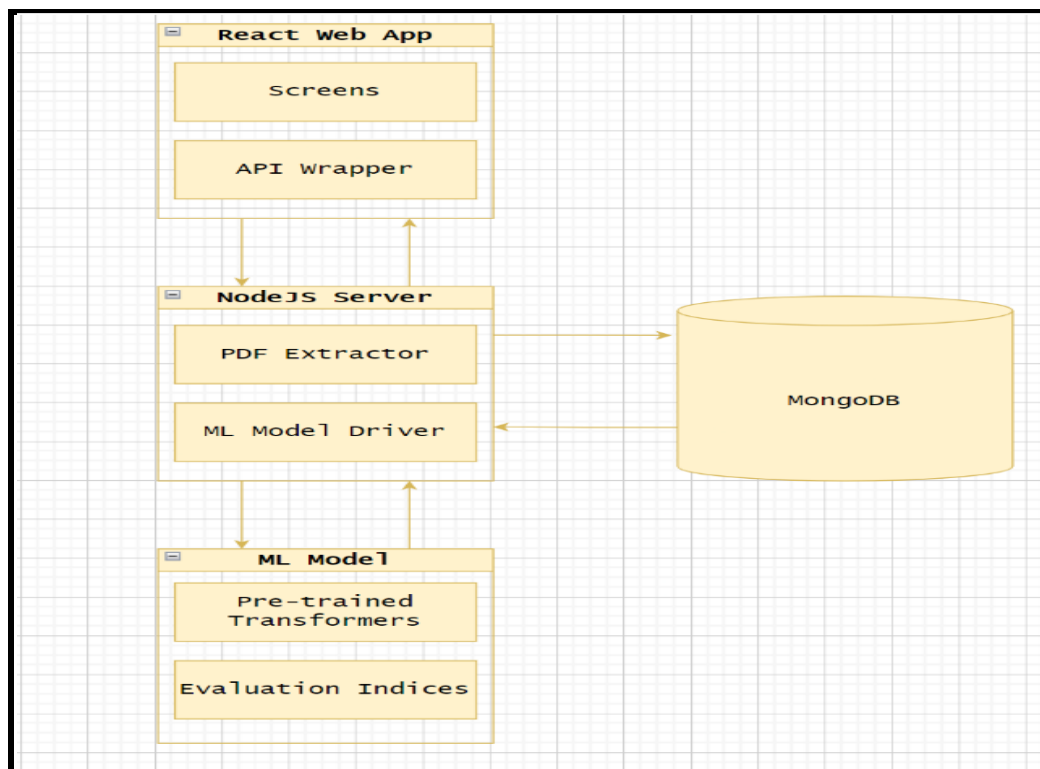 React Web App
Screens
API Wrapper
NodeJS Server
PDF Extractor
ML Model Driver
MongoDB
ML Model
Pre-trained
Transformers
Evaluation Indices